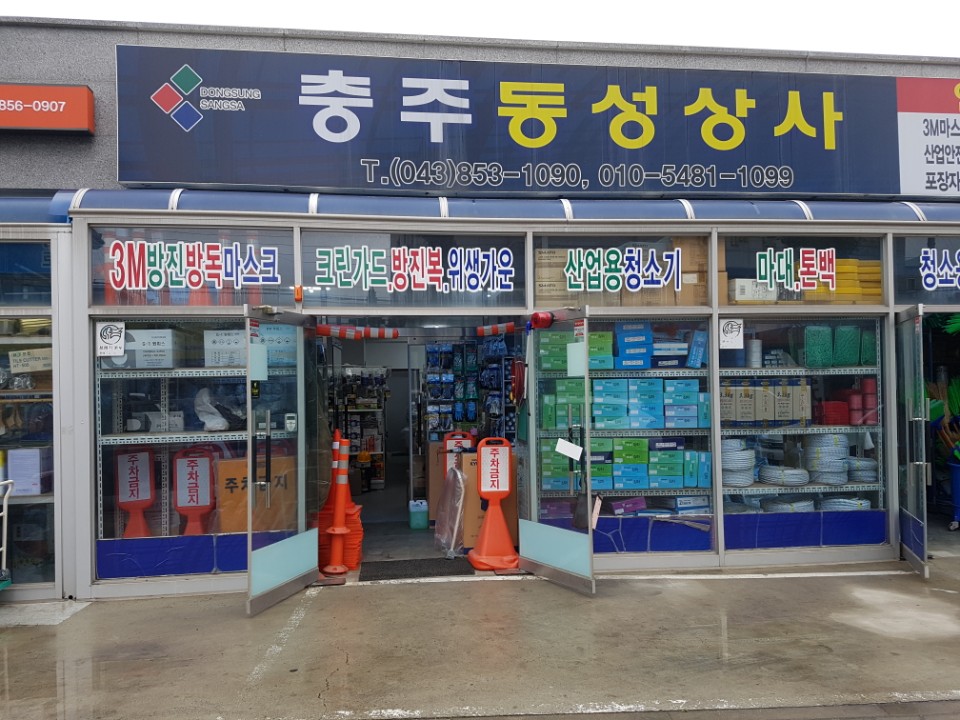 856-0907
DONGSUNG
SANGSA
충주동성상사
T.(043)853-1090, 010-5481-1099
3M마스
산업안전
포장자
3M방진방독마스크
크린가드,방진복,위생가운
산업용청소기
마대,톤백
청소용
주차금지
주차금지
주차금지
주차금지